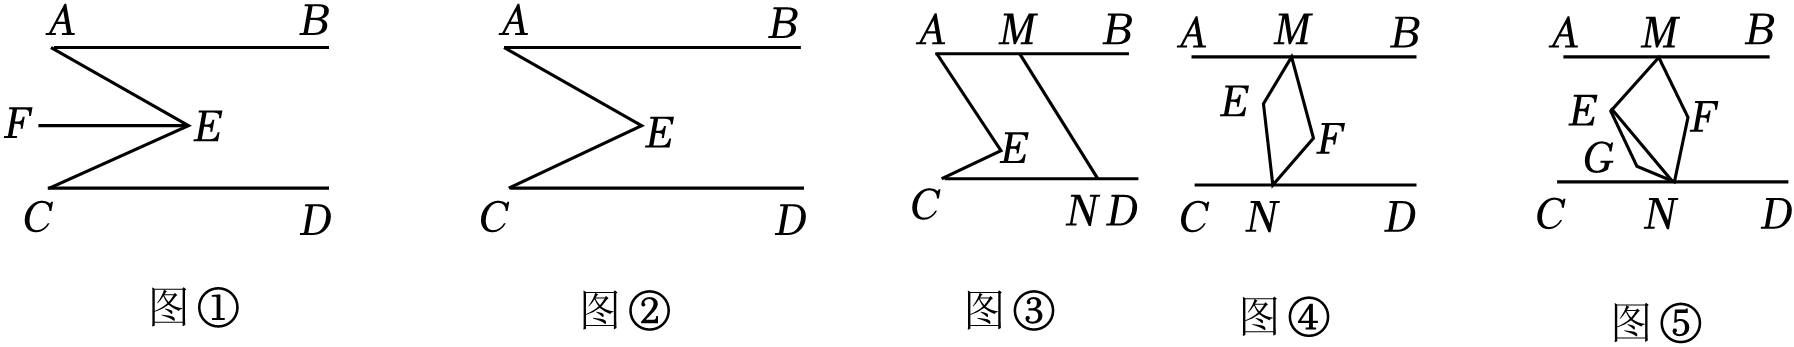 A B
F E
C D
图①
A B
E
C D
图②
A M B
E
C N D
图③
A M B
E F
C N D
图④
A M B
E F
G
C N D
图⑤